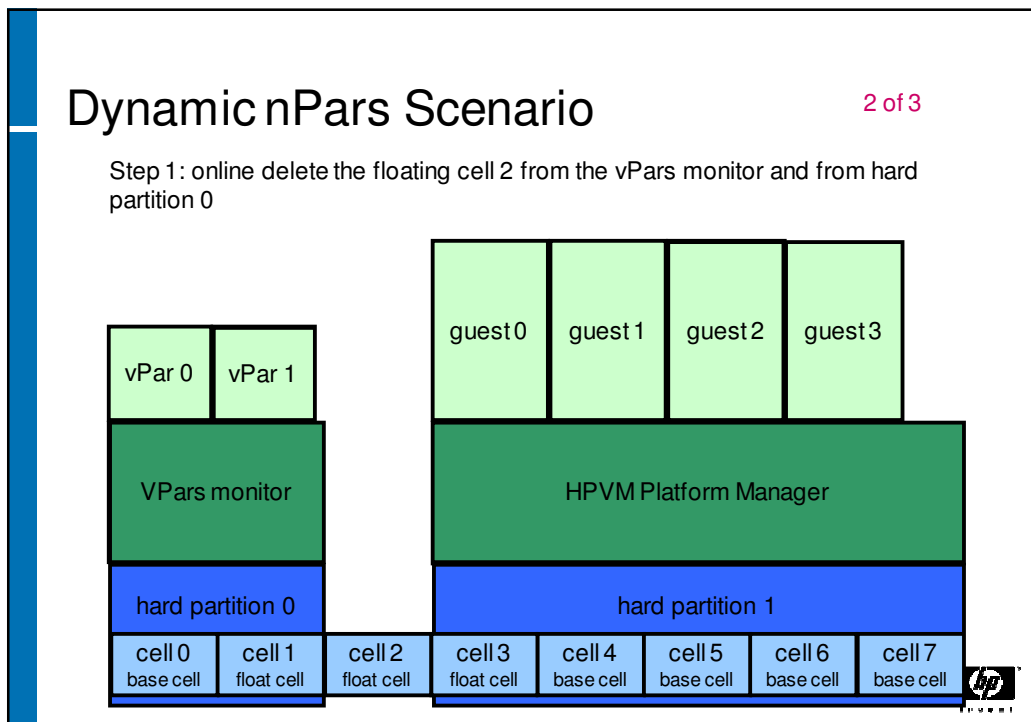 Dynamic nPars Scenario
2 of 3
Step 1: online delete the floating cell 2 from the vPars monitor and from hard
partition 0
guest 0
guest 1
guest 2
guest 3
vPar 0
vPar 1
VPars monitor
HPVM Platform Manager
hard partition 0
hard partition 1
cell 0
base cell
cell 1
float cell
cell 2
float cell
cell 3
float cell
cell 4
base cell
cell 5
base cell
cell 6
base cell
cell 7
base cell
hp